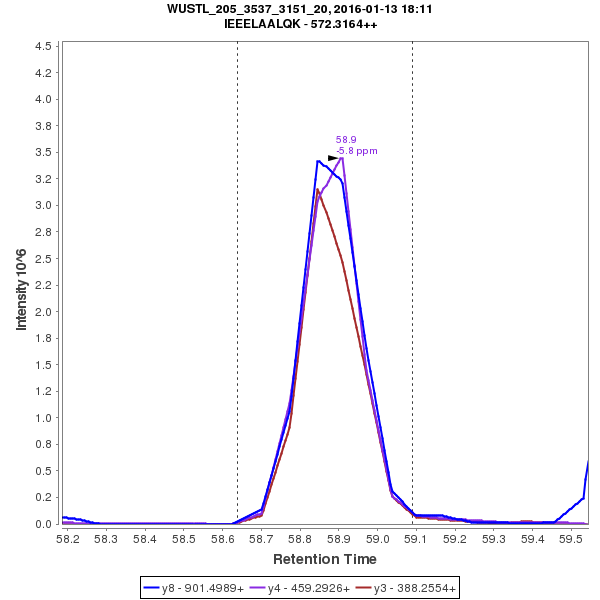 WUSTL_205_3537_3151_20, 2016-01-13 18:11
IEEELAALQK - 572.3164++
4.5
4.2
4.0
3.8
3.5
3.2
3.0
2.8
2.5
2.2
2.0
1.8
1.5
1.2
1.0
0.8
0.5
0.2
0.0
Intensity 10^6
58.9
-5.8 ppm
58.2 58.3 58.4 58.5 58.6 58.7 58.8 58.9 59.0 59.1 59.2 59.3 59.4 59.5
Retention Time
y8 - 901.4989+ y4 - 459.2926+ y3 - 388.2554+